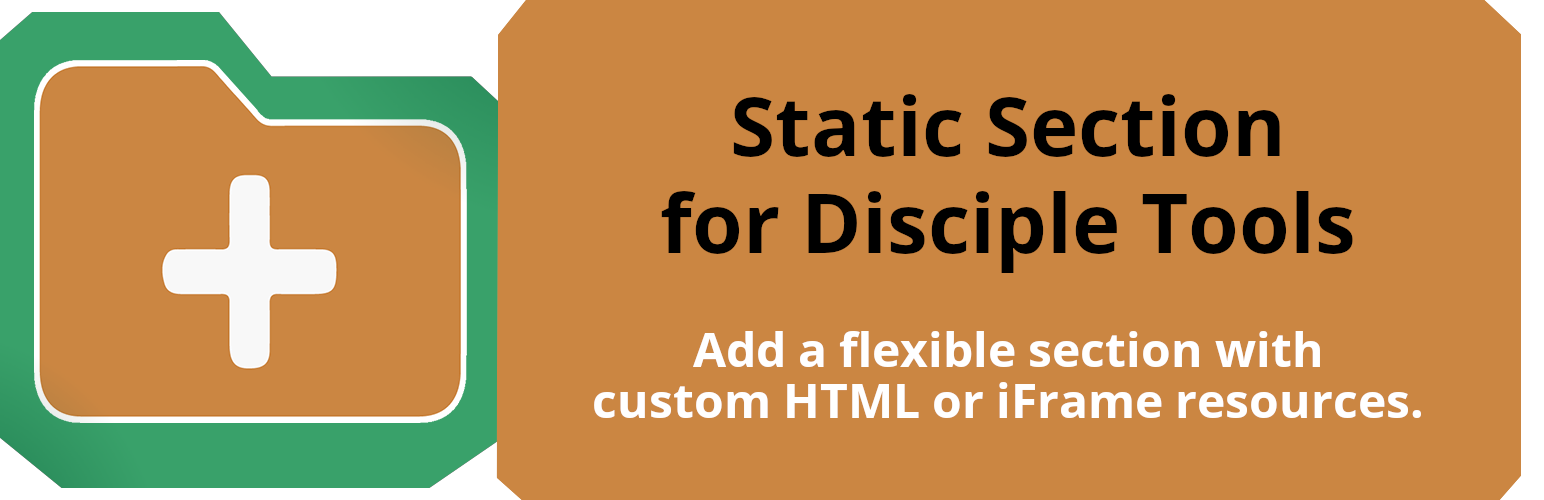 Static Section
for Disciple Tools
Add a flexible section with
custom HTML or iFrame resources.